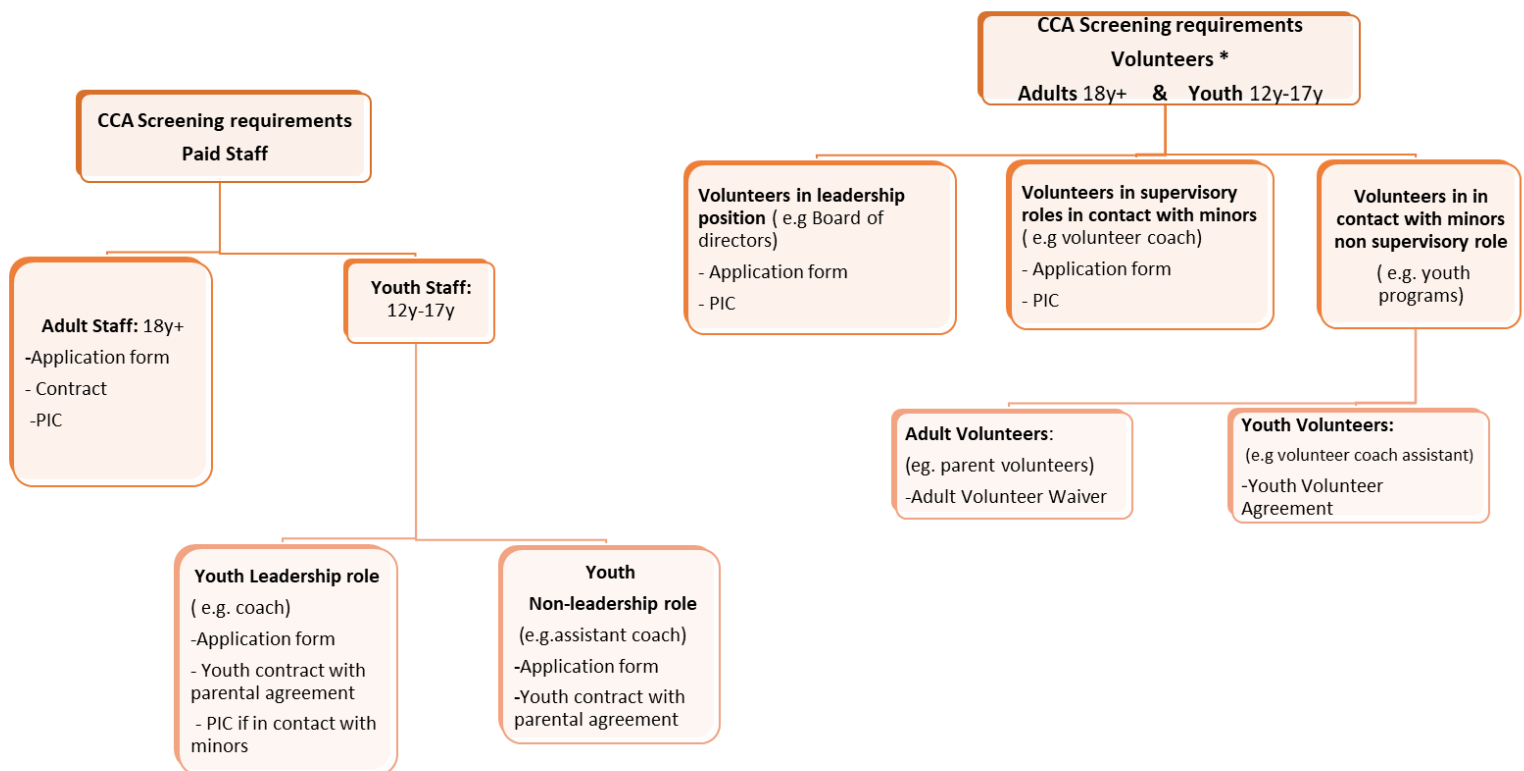 CCA Screening requirements
Paid Staff
Adult Staff: 18y+
-Application form
- Contract
-PIC
Youth Staff:
12y-17y
Youth Leadership role
( e.g. coach)
-Application form
- Youth contract with
parental agreement
- PIC if in contact with
minors
Youth
Non-leadership role
(e.g.assistant coach)
-Application form
-Youth contract with
parental agreement
CCA Screening requirements
Volunteers *
Adults 18y+ & Youth 12y-17y
Volunteers in leadership
position ( e.g Board of
directors)
- Application form
- PIC
Volunteers in supervisory
roles in contact with minors
( e.g volunteer coach)
- Application form
- PIC
Volunteers in in
contact with minors
non supervisory role
( e.g. youth
programs)
Adult Volunteers:
(eg. parent volunteers)
-Adult Volunteer Waiver
Youth Volunteers:
(e.g volunteer coach assistant)
-Youth Volunteer
Agreement